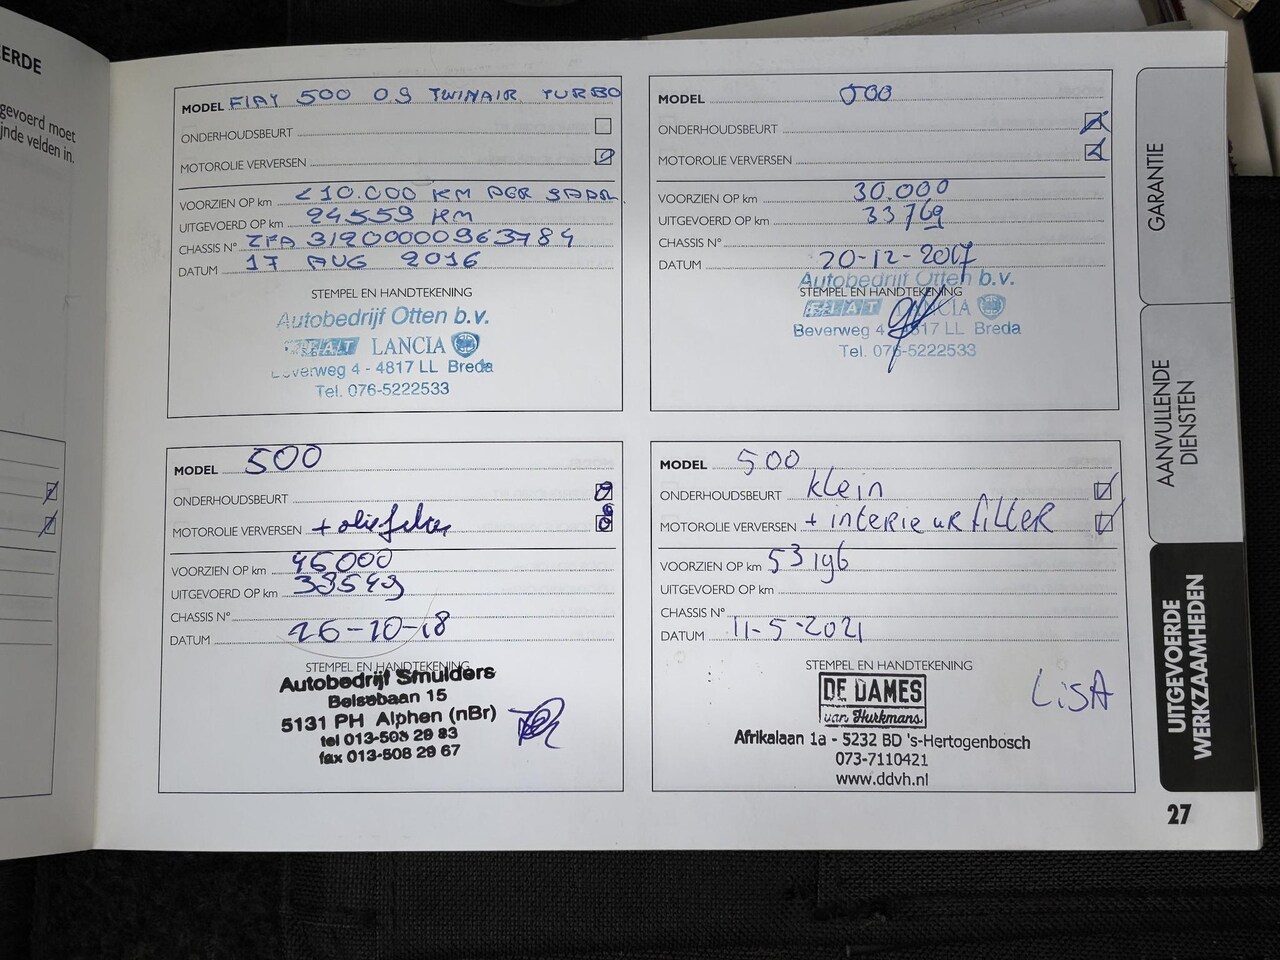 ERDE
gevoerd moet
jnde velden in.
MODEL FIAT 500 0.9 TWINAIR TURBO
ONDERHOUDSBEURT
MOTOROLIE VERVERSEN
VOORZIEN OP km < 10.000 KM PER JAAR
UITGEVOERD OP km 24559 KM
CHASSIS N° ZFA 31200000963784
DATUM 17 AUG 2016
STEMPEL EN HANDTEKENING
Autobedrijf Otten b.v.
FIAT LANCIA
Beverweg 4 - 4817 LL Breda
Tel. 076-5222533
MODEL 500
ONDERHOUDSBEURT
MOTOROLIE VERVERSEN
VOORZIEN OP km 30.000
UITGEVOERD OP km 33769
CHASSIS N°
DATUM 20-12-2017
Autobedrijf Otten b.v.
STEMPEL EN HANDTEKENING
FIAT LANCIA
Beverweg 4 - 4817 LL Breda
Tel. 076-5222533
MODEL 500
ONDERHOUDSBEURT
MOTOROLIE VERVERSEN + oliefilter
VOORZIEN OP km 45000
UITGEVOERD OP km 38549
CHASSIS N°
DATUM 26-10-18
STEMPEL EN HANDTEKENING
Autobedrijf Smulders
Belsebaan 15
5131 PH Alphen (nBr)
tel 013-508 29 83
fax 013-508 29 67
MODEL 500
ONDERHOUDSBEURT klein
MOTOROLIE VERVERSEN + interieur filter
VOORZIEN OP km 53196
UITGEVOERD OP km
CHASSIS N°
DATUM 11-5-2021
STEMPEL EN HANDTEKENING
DE DAMES
van Hurkmans
LISA
Afrikalaan 1a - 5232 BD 's-Hertogenbosch
073-7110421
www.ddvh.nl
GARANTIE
AANVULLENDE
DIENSTEN
UITGEVOERDE
WERKZAAMHEDEN
27